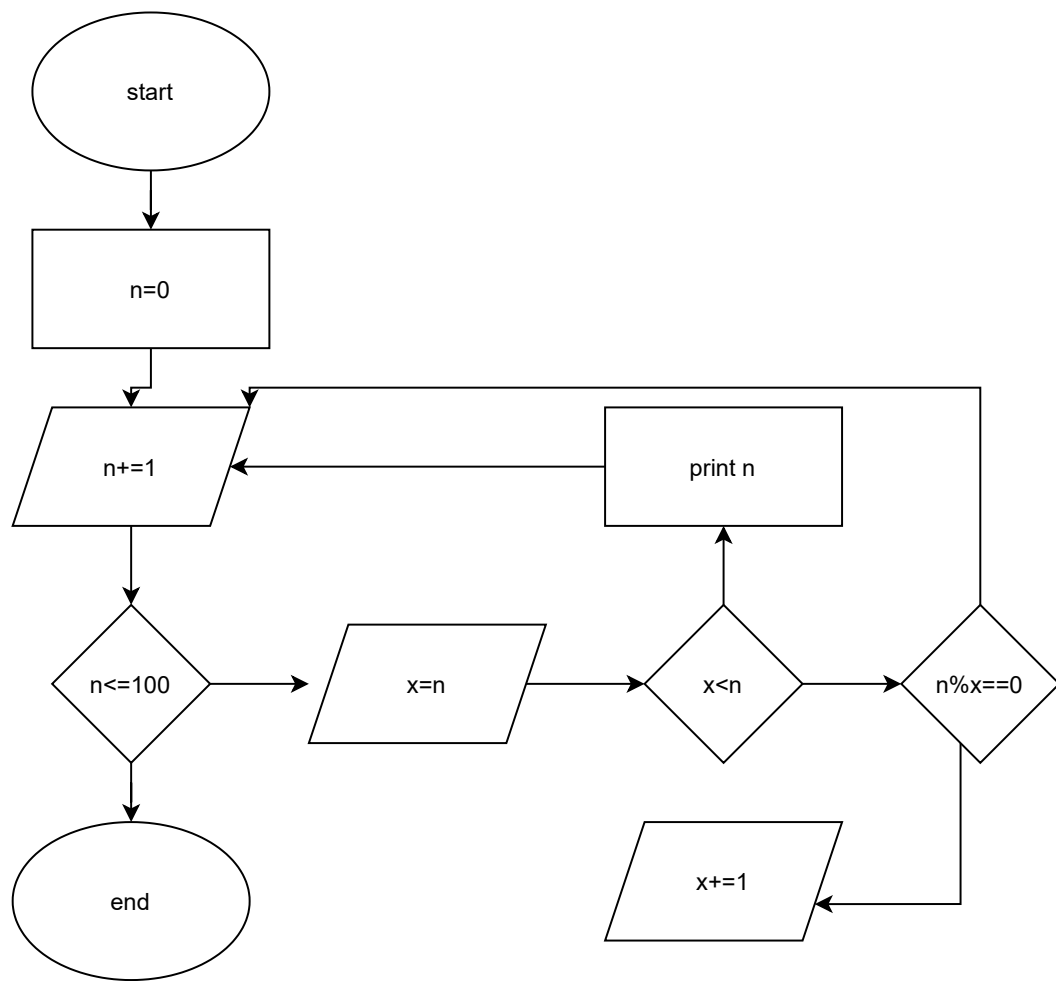 start
n=0
n+=1
print n
n<=100
x=n
x<n
n%x==0
x+=1
end